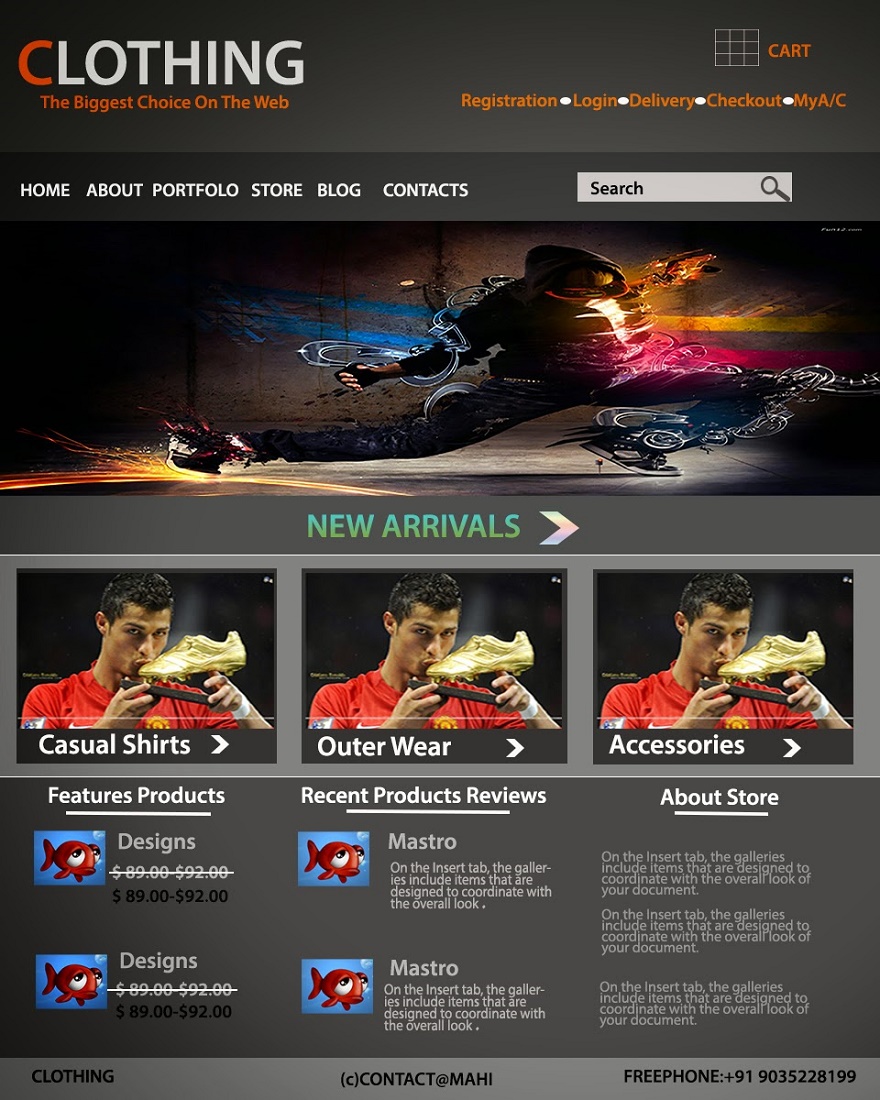 CLOTHING
The Biggest Choice On The Web
CART
Registration Login Delivery Checkout MyA/C
HOME ABOUT PORTFOLO STORE BLOG CONTACTS
Search
NEW ARRIVALS
Casual Shirts
Outer Wear
Accessories
Features Products
Designs
$ 89.00-$92.00
$ 89.00-$92.00
Designs
$ 89.00-$92.00
$ 89.00-$92.00
Recent Products Reviews
Mastro
On the Insert tab, the galler-
ies include items that are
designed to coordinate with
the overall look .
Mastro
On the Insert tab, the galler-
ies include items that are
designed to coordinate with
the overall look .
About Store
On the Insert tab, the galleries
include items that are designed to
coordinate with the overall look of
your document.
On the Insert tab, the galleries
include items that are designed to
coordinate with the overall look of
your document.
On the Insert tab, the galleries
include items that are designed to
coordinate with the overall look of
your document.
CLOTHING
(c)CONTACT@MAHI
FREEPHONE:+91 9035228199